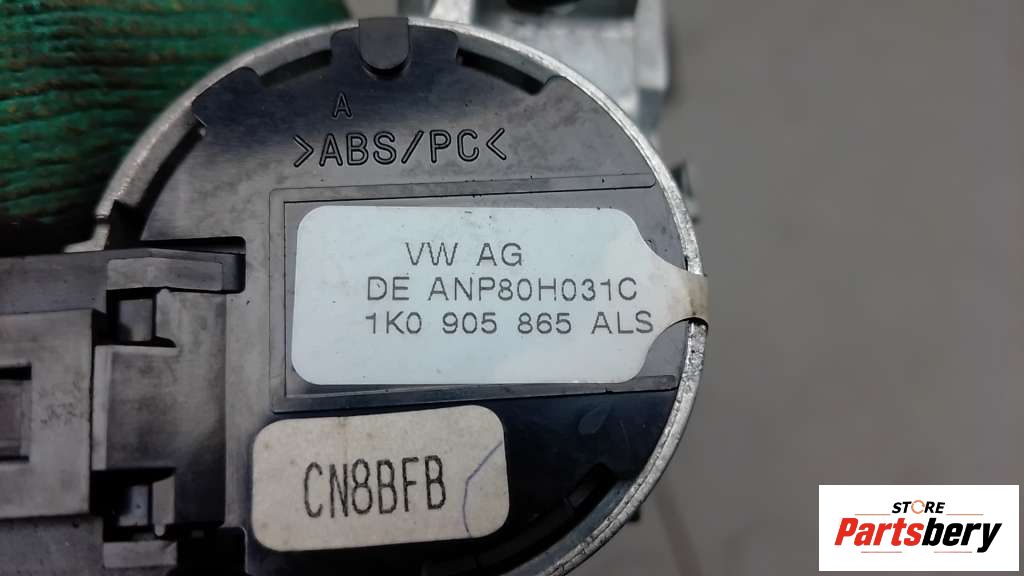 A
>ABS/PC<
VW AG
DE ANP80H031C
1K0 905 865 ALS
CN8BFB
STORE
Partsbery